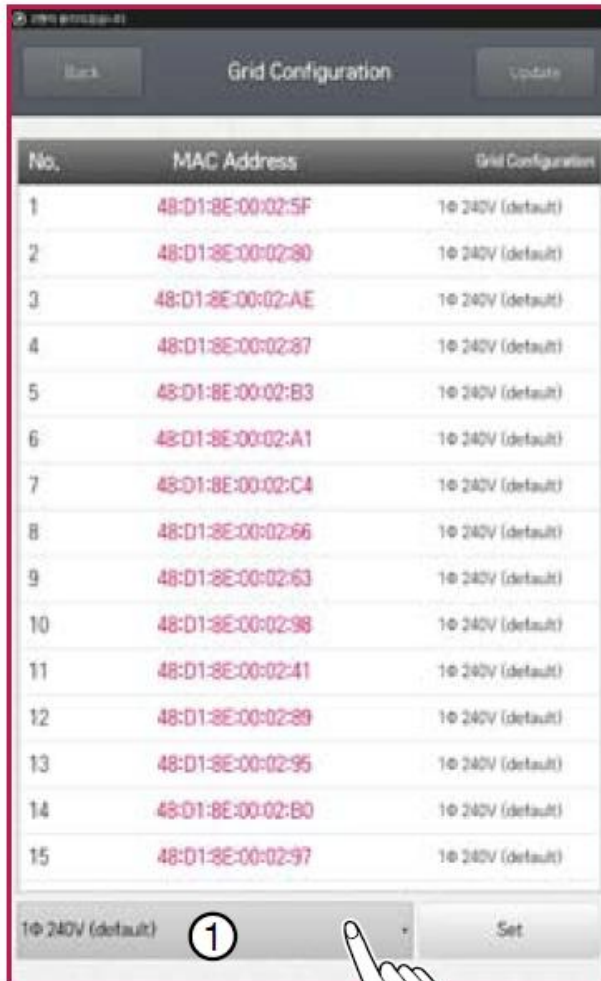 Back Grid Configuration Update
No. MAC Address Grid Configuration
1 48:D1:8E:00:02:5F 1Φ 240V (default)
2 48:D1:8E:00:02:80 1Φ 240V (default)
3 48:D1:8E:00:02:AE 1Φ 240V (default)
4 48:D1:8E:00:02:87 1Φ 240V (default)
5 48:D1:8E:00:02:B3 1Φ 240V (default)
6 48:D1:8E:00:02:A1 1Φ 240V (default)
7 48:D1:8E:00:02:C4 1Φ 240V (default)
8 48:D1:8E:00:02:66 1Φ 240V (default)
9 48:D1:8E:00:02:63 1Φ 240V (default)
10 48:D1:8E:00:02:98 1Φ 240V (default)
11 48:D1:8E:00:02:41 1Φ 240V (default)
12 48:D1:8E:00:02:89 1Φ 240V (default)
13 48:D1:8E:00:02:95 1Φ 240V (default)
14 48:D1:8E:00:02:B0 1Φ 240V (default)
15 48:D1:8E:00:02:97 1Φ 240V (default)
1Φ 240V (default) ① Set